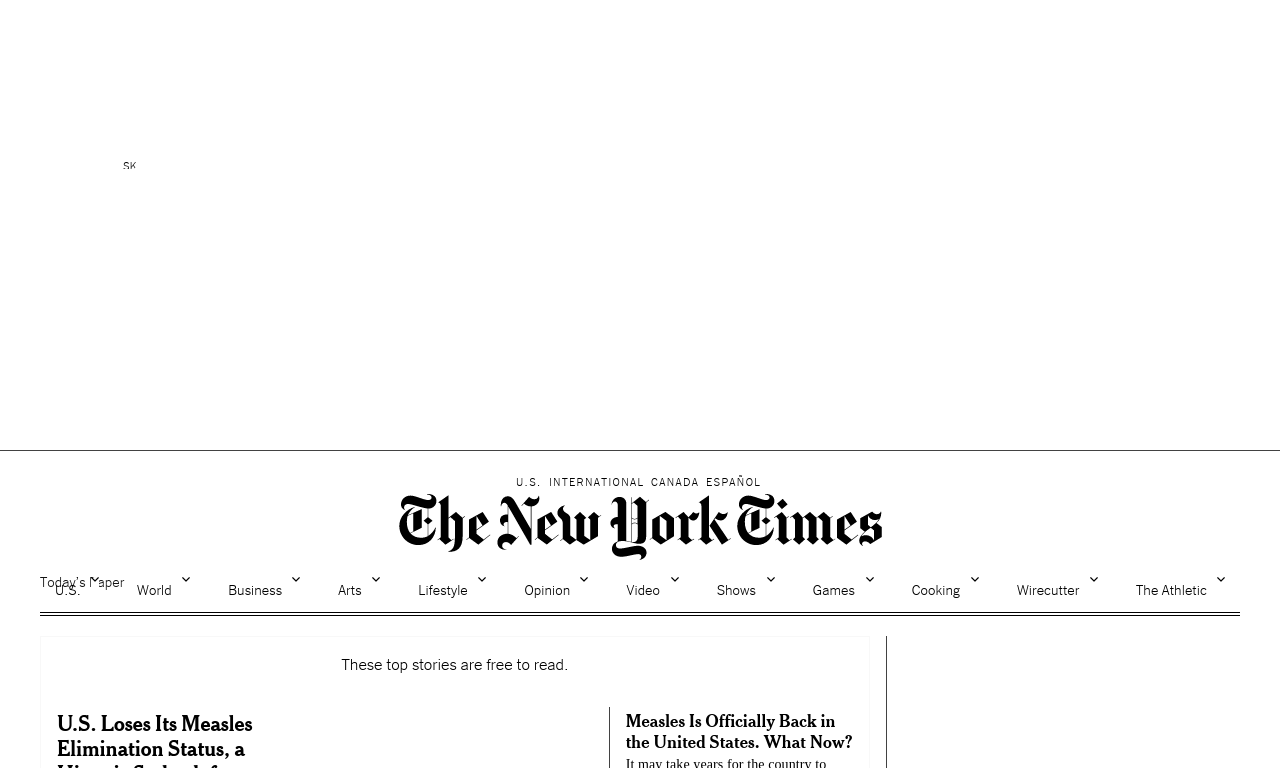 SK
U.S. INTERNATIONAL CANADA ESPAÑOL
The New York Times
Today's Paper
U.S. World Business Arts Lifestyle Opinion Video Shows Games Cooking Wirecutter The Athletic
These top stories are free to read.
U.S. Loses Its Measles
Elimination Status, a
Measles Is Officially Back in
the United States. What Now?
It may take years for the country to